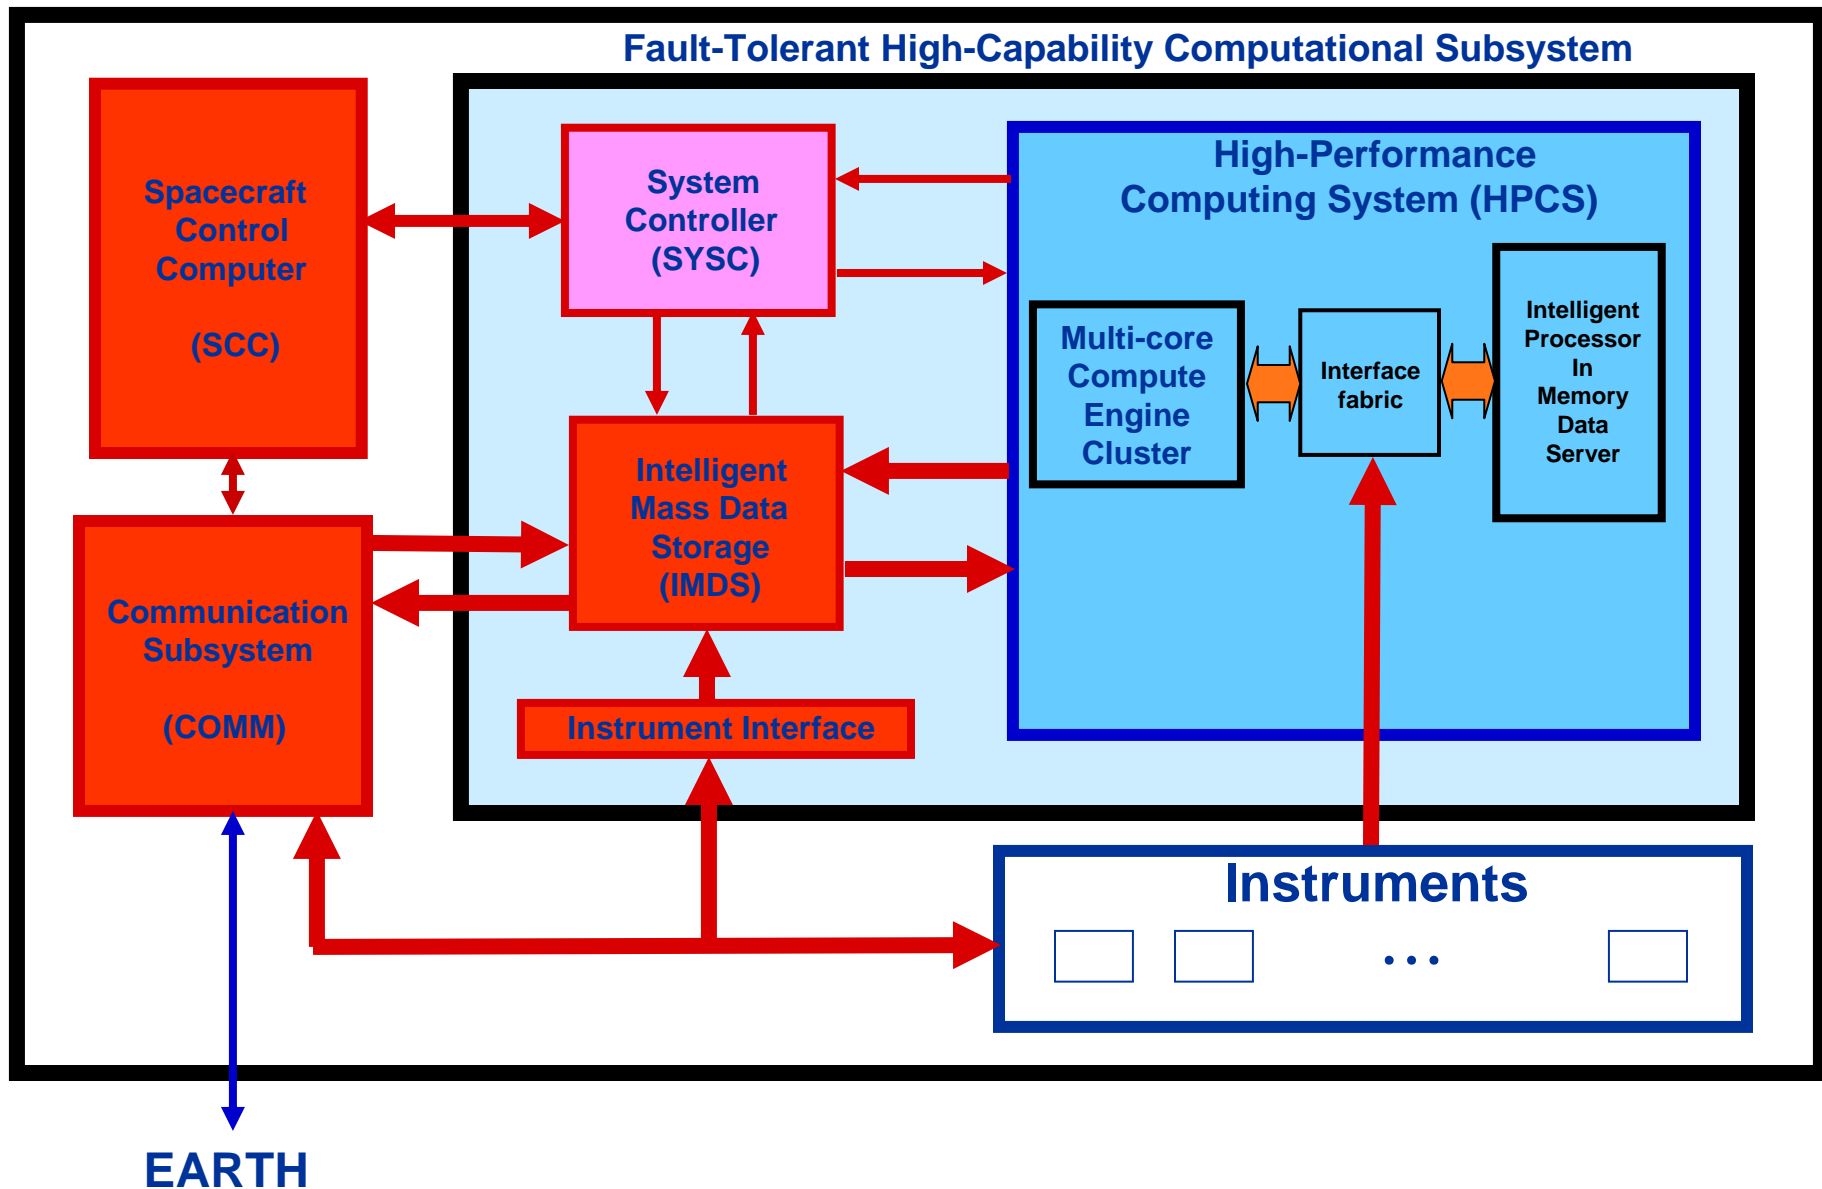 Fault-Tolerant High-Capability Computational Subsystem
Spacecraft
Control
Computer
(SCC)
System
Controller
(SYSC)
High-Performance
Computing System (HPCS)
Multi-core
Compute
Engine
Cluster
Interface
fabric
Intelligent
Processor
In
Memory
Data
Server
Intelligent
Mass Data
Storage
(IMDS)
Communication
Subsystem
(COMM)
Instrument Interface
Instruments
. . .
EARTH